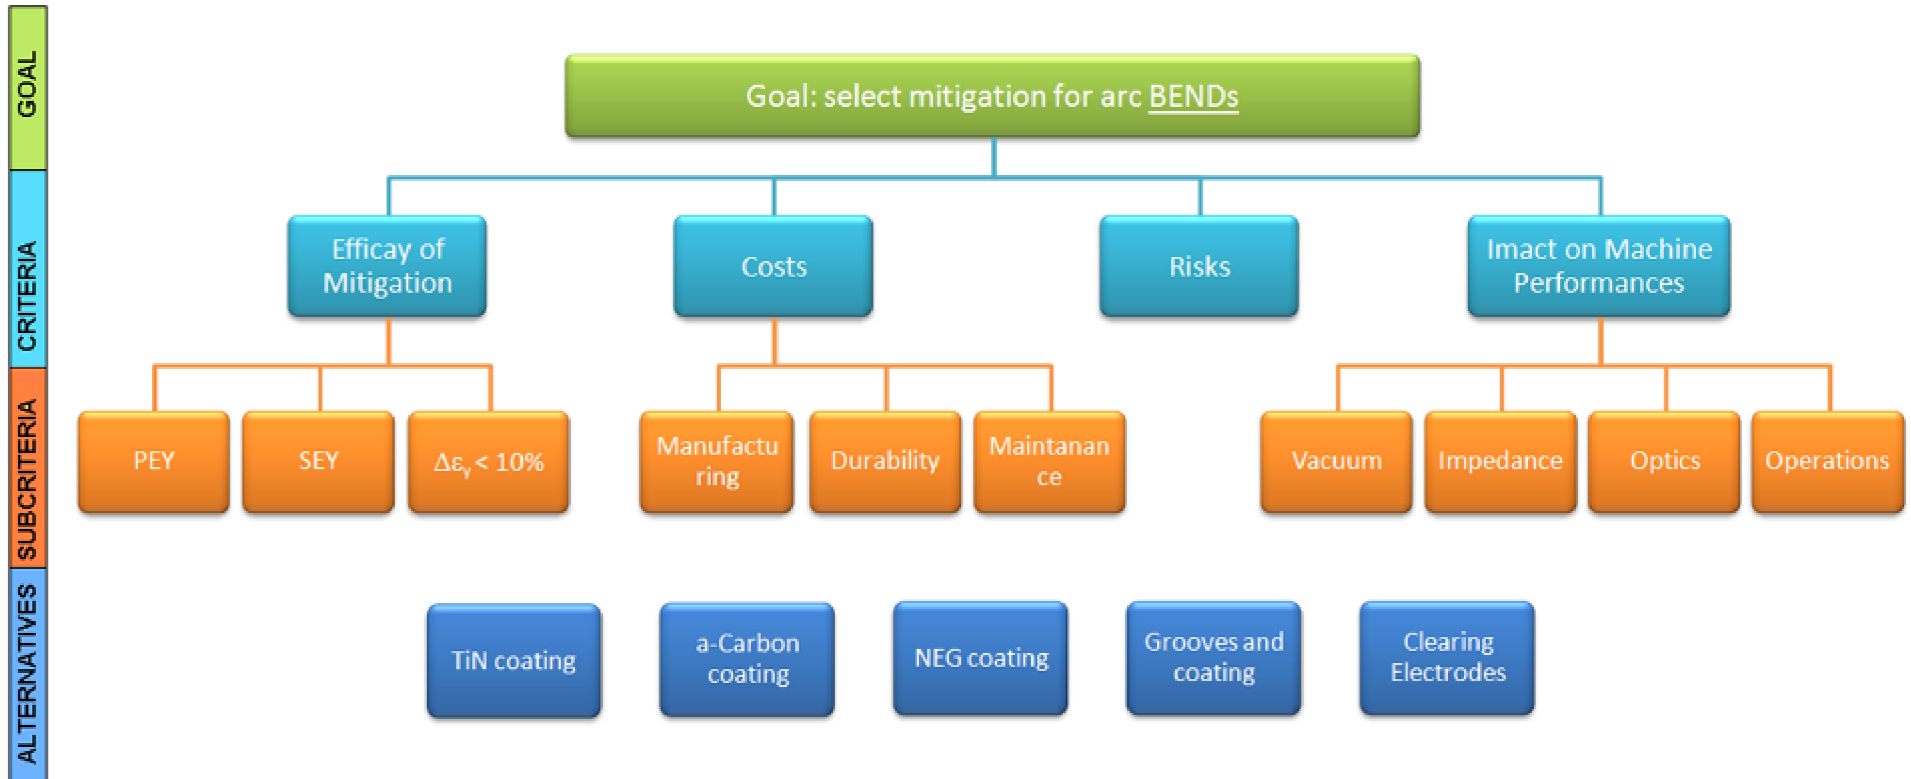 GOAL
Goal: select mitigation for arc BENDs
CRITERIA
Efficay of
Mitigation
Costs
Risks
Imact on Machine
Performances
SUBCRITERIA
PEY
SEY
Δεy < 10%
Manufactu
ring
Durability
Maintanan
ce
Vacuum
Impedance
Optics
Operations
ALTERNATIVES
TiN coating
a-Carbon
coating
NEG coating
Grooves and
coating
Clearing
Electrodes